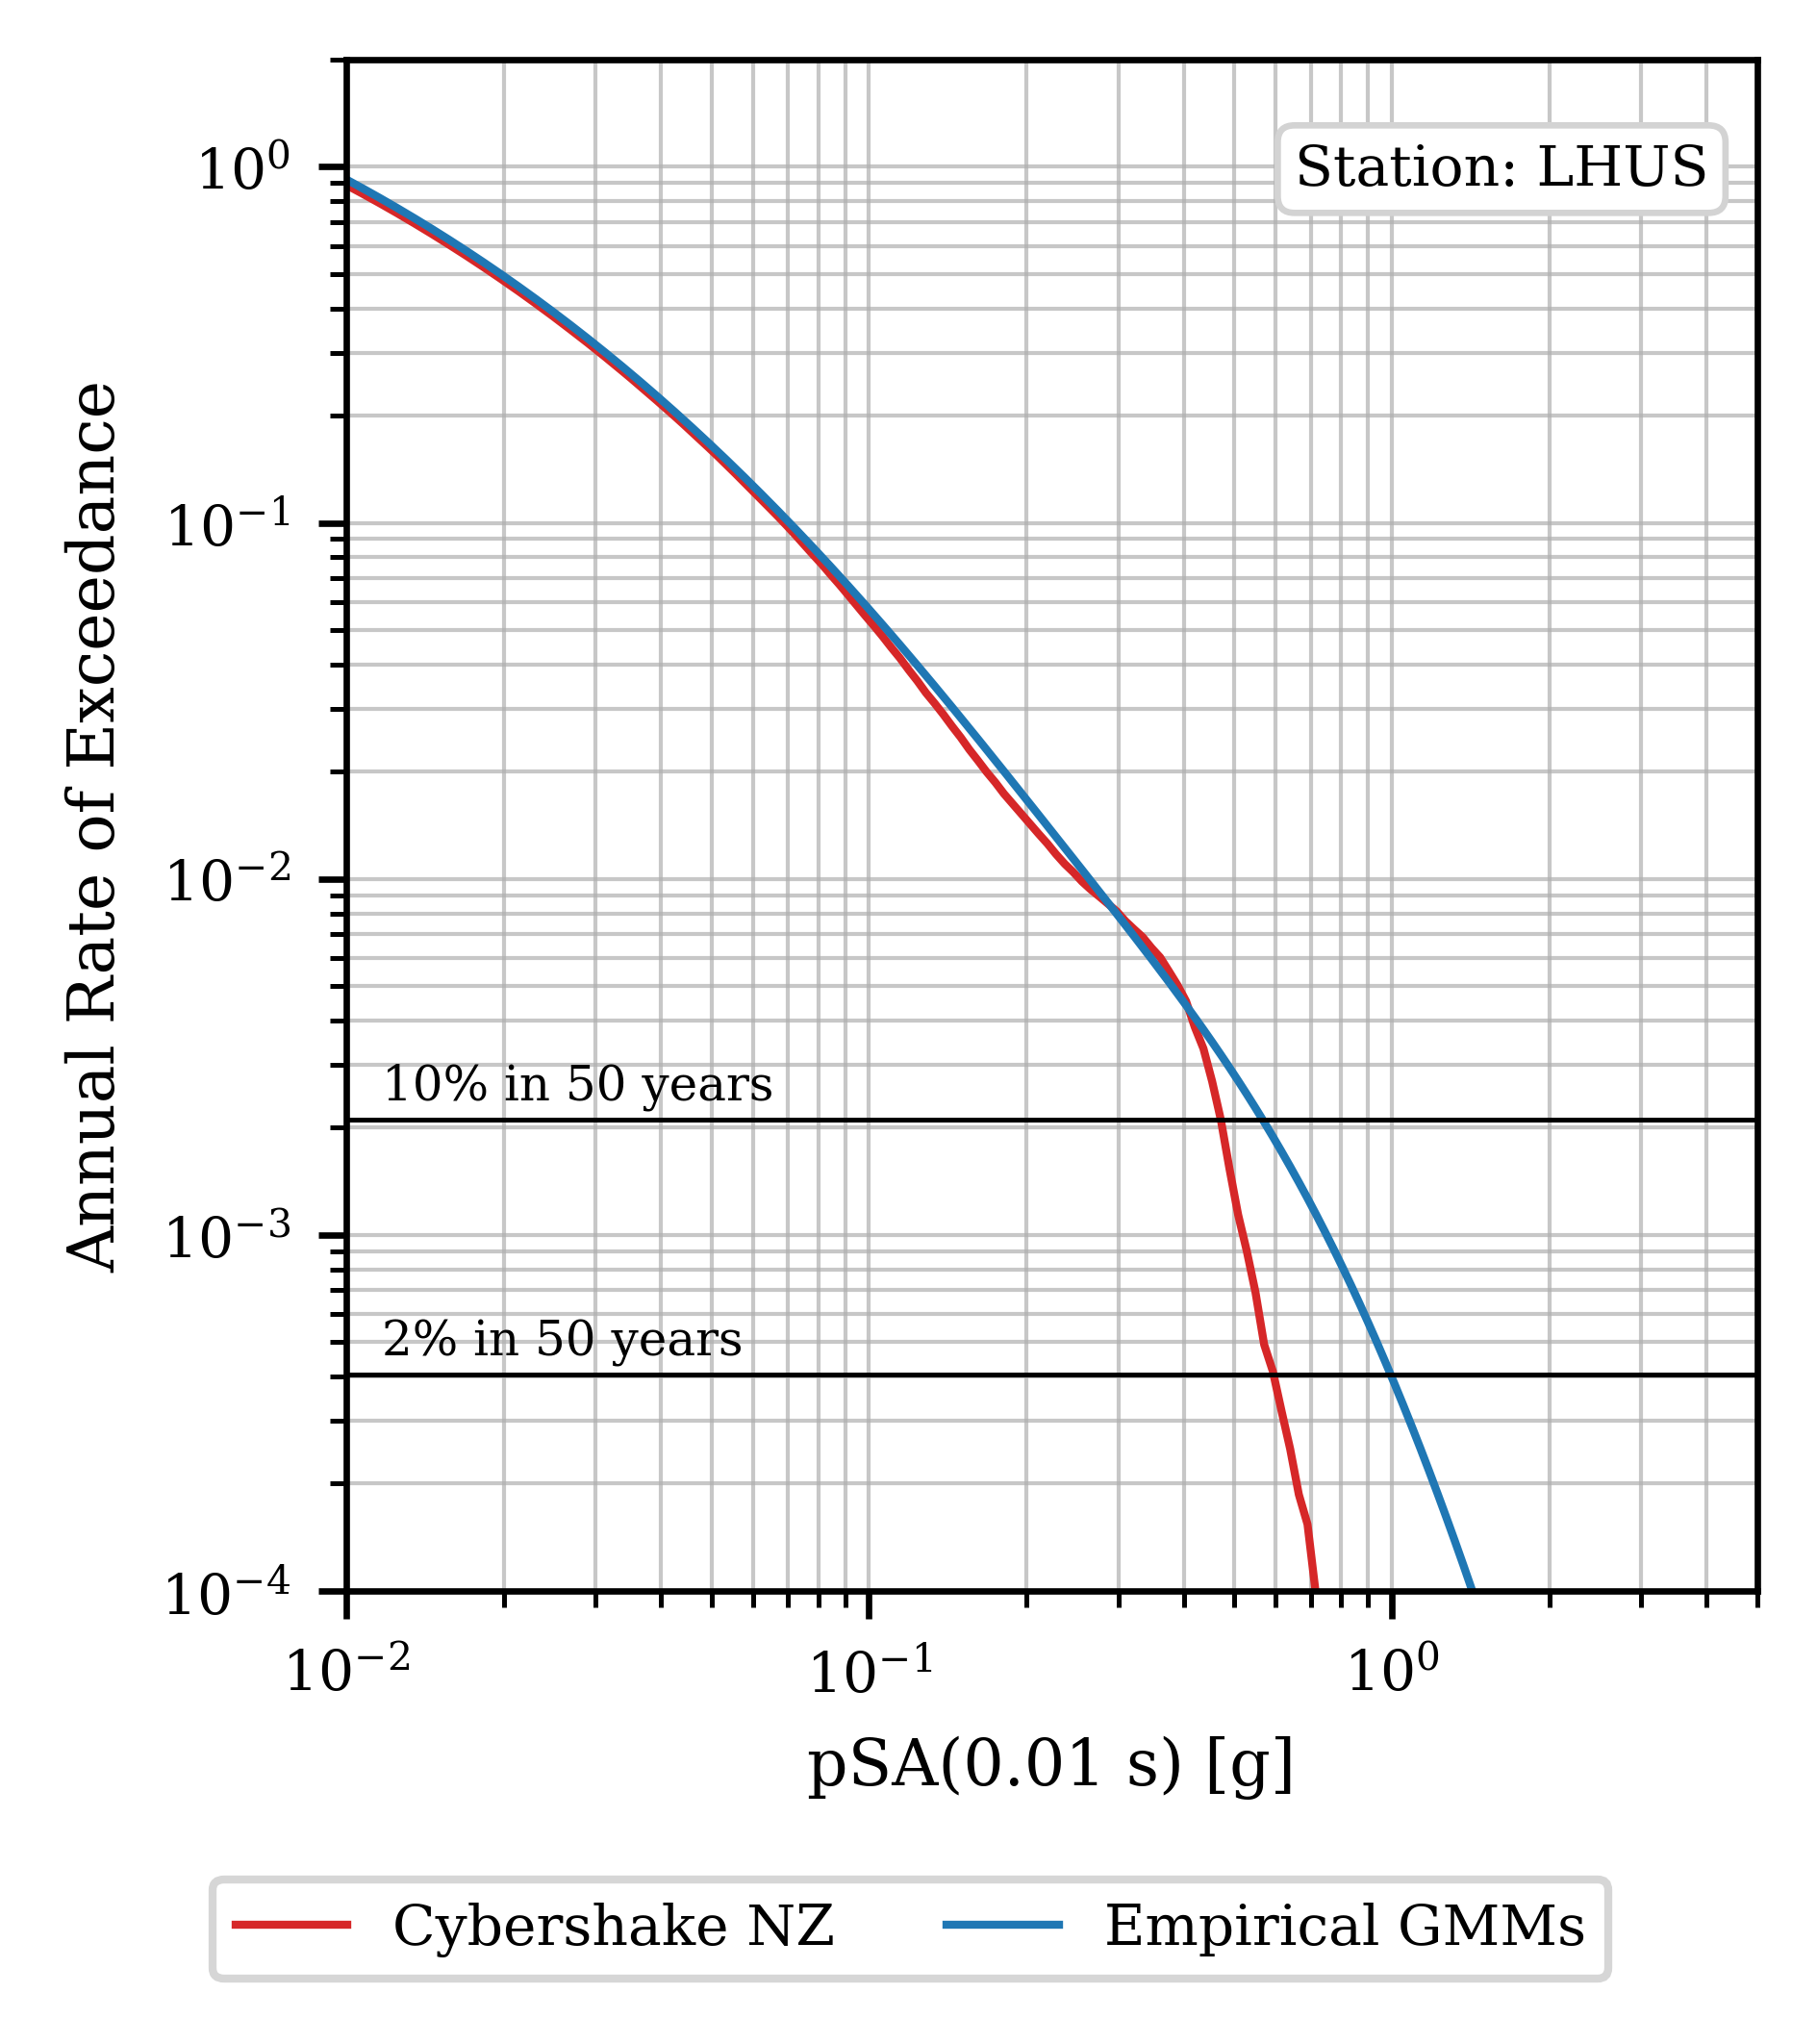 Station: LHUS
Annual Rate of Exceedance
10⁰
10⁻¹
10⁻²
10⁻³
10⁻⁴
10% in 50 years
2% in 50 years
10⁻² 10⁻¹ 10⁰
pSA(0.01 s) [g]
Cybershake NZ Empirical GMMs